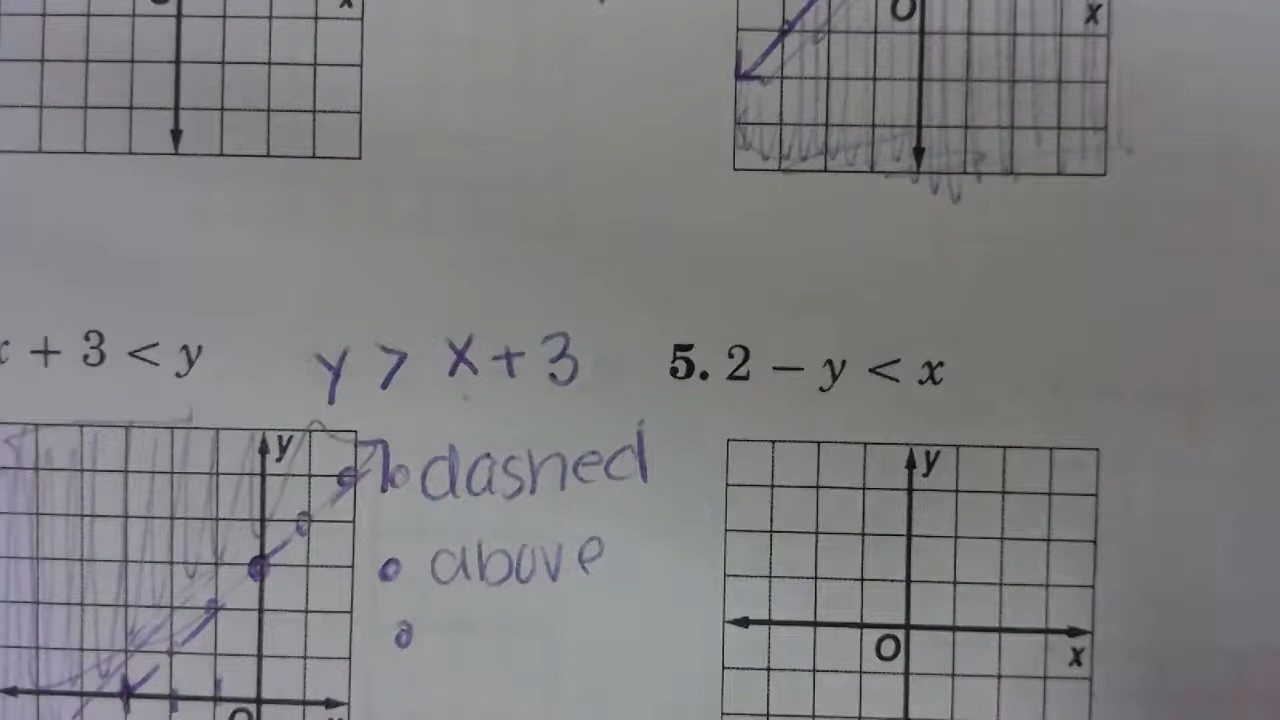 O x
x + 3 < y y > x + 3 5. 2 − y < x
y dashed y
above
O x